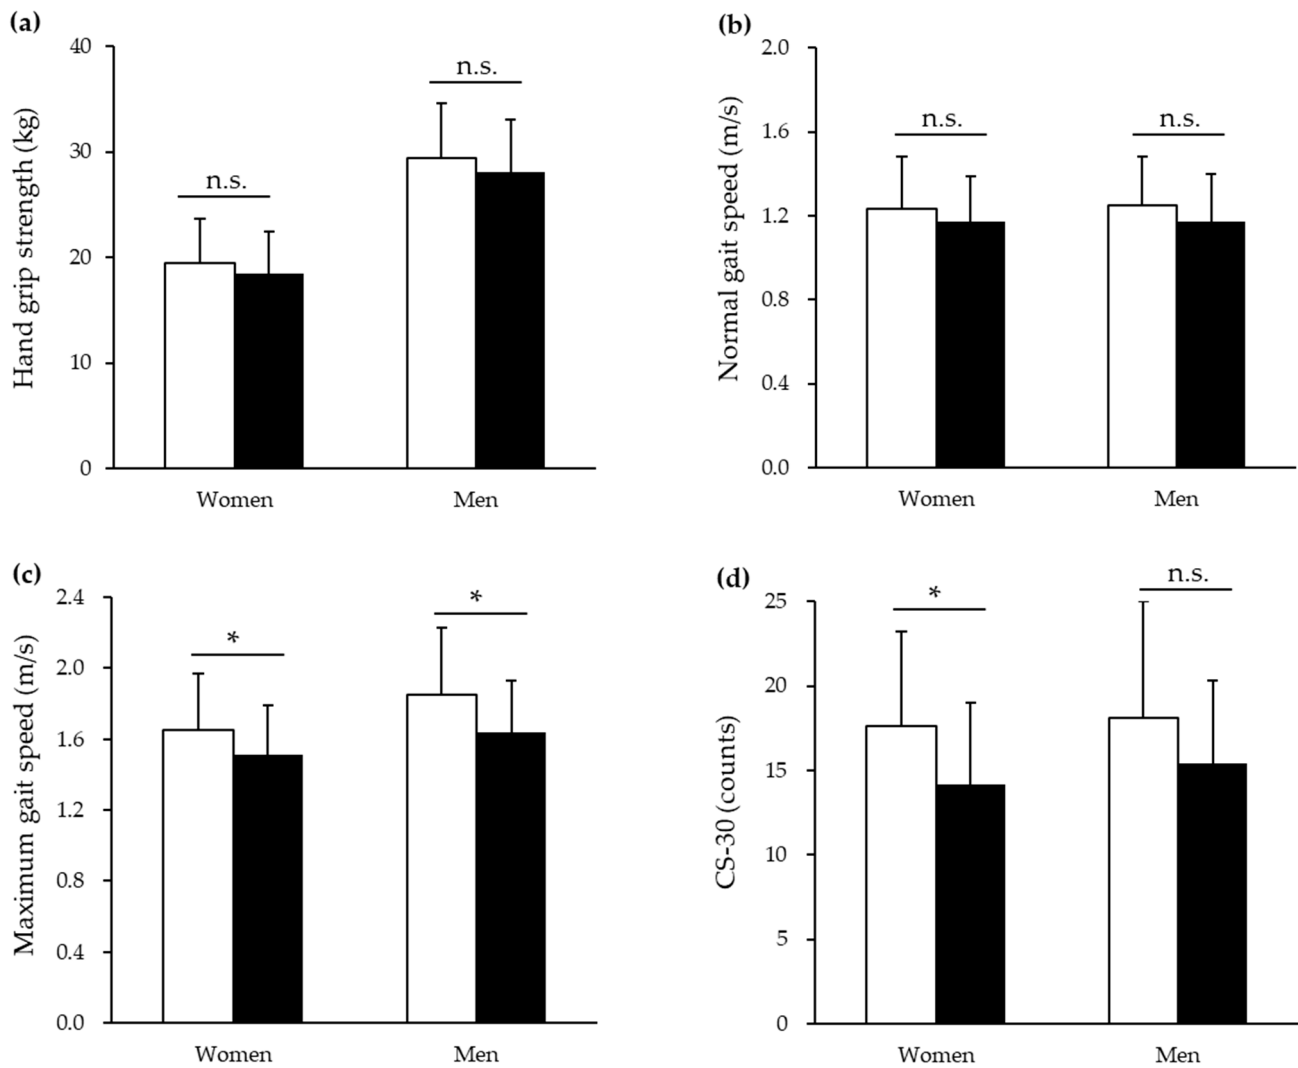 (a)
40
30
20
10
0
Hand grip strength (kg)
n.s.
n.s.
Women
Men
(b)
2.0
1.6
1.2
0.8
0.4
0.0
Normal gait speed (m/s)
n.s.
n.s.
Women
Men
(c)
2.4
2.0
1.6
1.2
0.8
0.4
0.0
Maximum gait speed (m/s)
*
*
Women
Men
(d)
25
20
15
10
5
0
CS-30 (counts)
*
n.s.
Women
Men